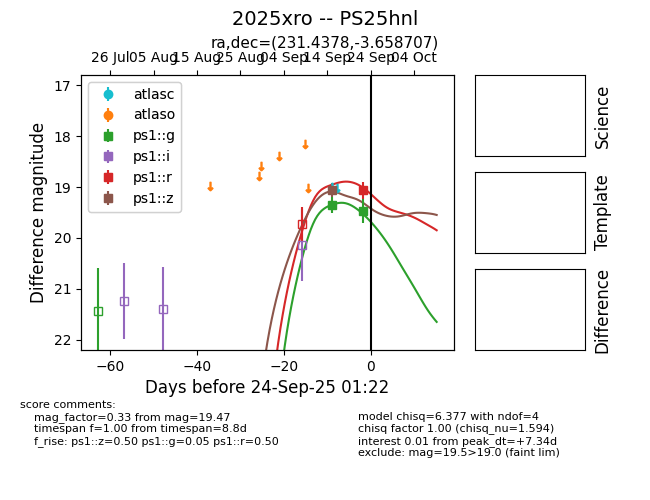 2025xro -- PS25hnl
ra,dec=(231.4378,-3.658707)
26 Jul 05 Aug 15 Aug 25 Aug 04 Sep 14 Sep 24 Sep 04 Oct
atlasc
atlaso
ps1::g
ps1::i
ps1::r
ps1::z
17
18
19
20
21
22
Difference magnitude
−60 −40 −20 0
Days before 24-Sep-25 01:22
Science
Template
Difference
score comments:
mag_factor=0.33 from mag=19.47
timespan f=1.00 from timespan=8.8d
f_rise: ps1::z=0.50 ps1::g=0.05 ps1::r=0.50
model chisq=6.377 with ndof=4
chisq factor 1.00 (chisq_nu=1.594)
interest 0.01 from peak_dt=+7.34d
exclude: mag=19.5>19.0 (faint lim)